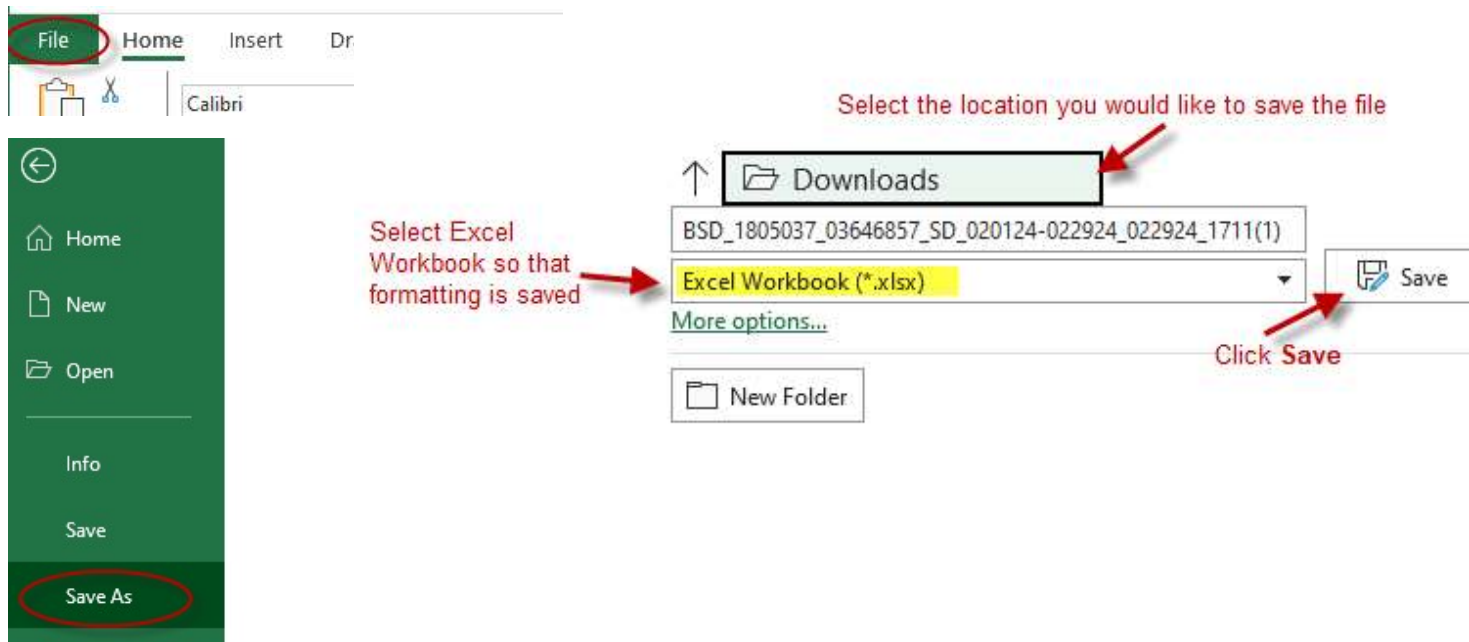 File Home Insert Dr
Calibri
Select the location you would like to save the file
Downloads
BSD_1805037_03646857_SD_020124-022924_022924_1711(1)
Select Excel
Workbook so that
formatting is saved
Excel Workbook (*.xlsx)
Save
More options...
Click Save
New Folder
Home
New
Open
Info
Save
Save As